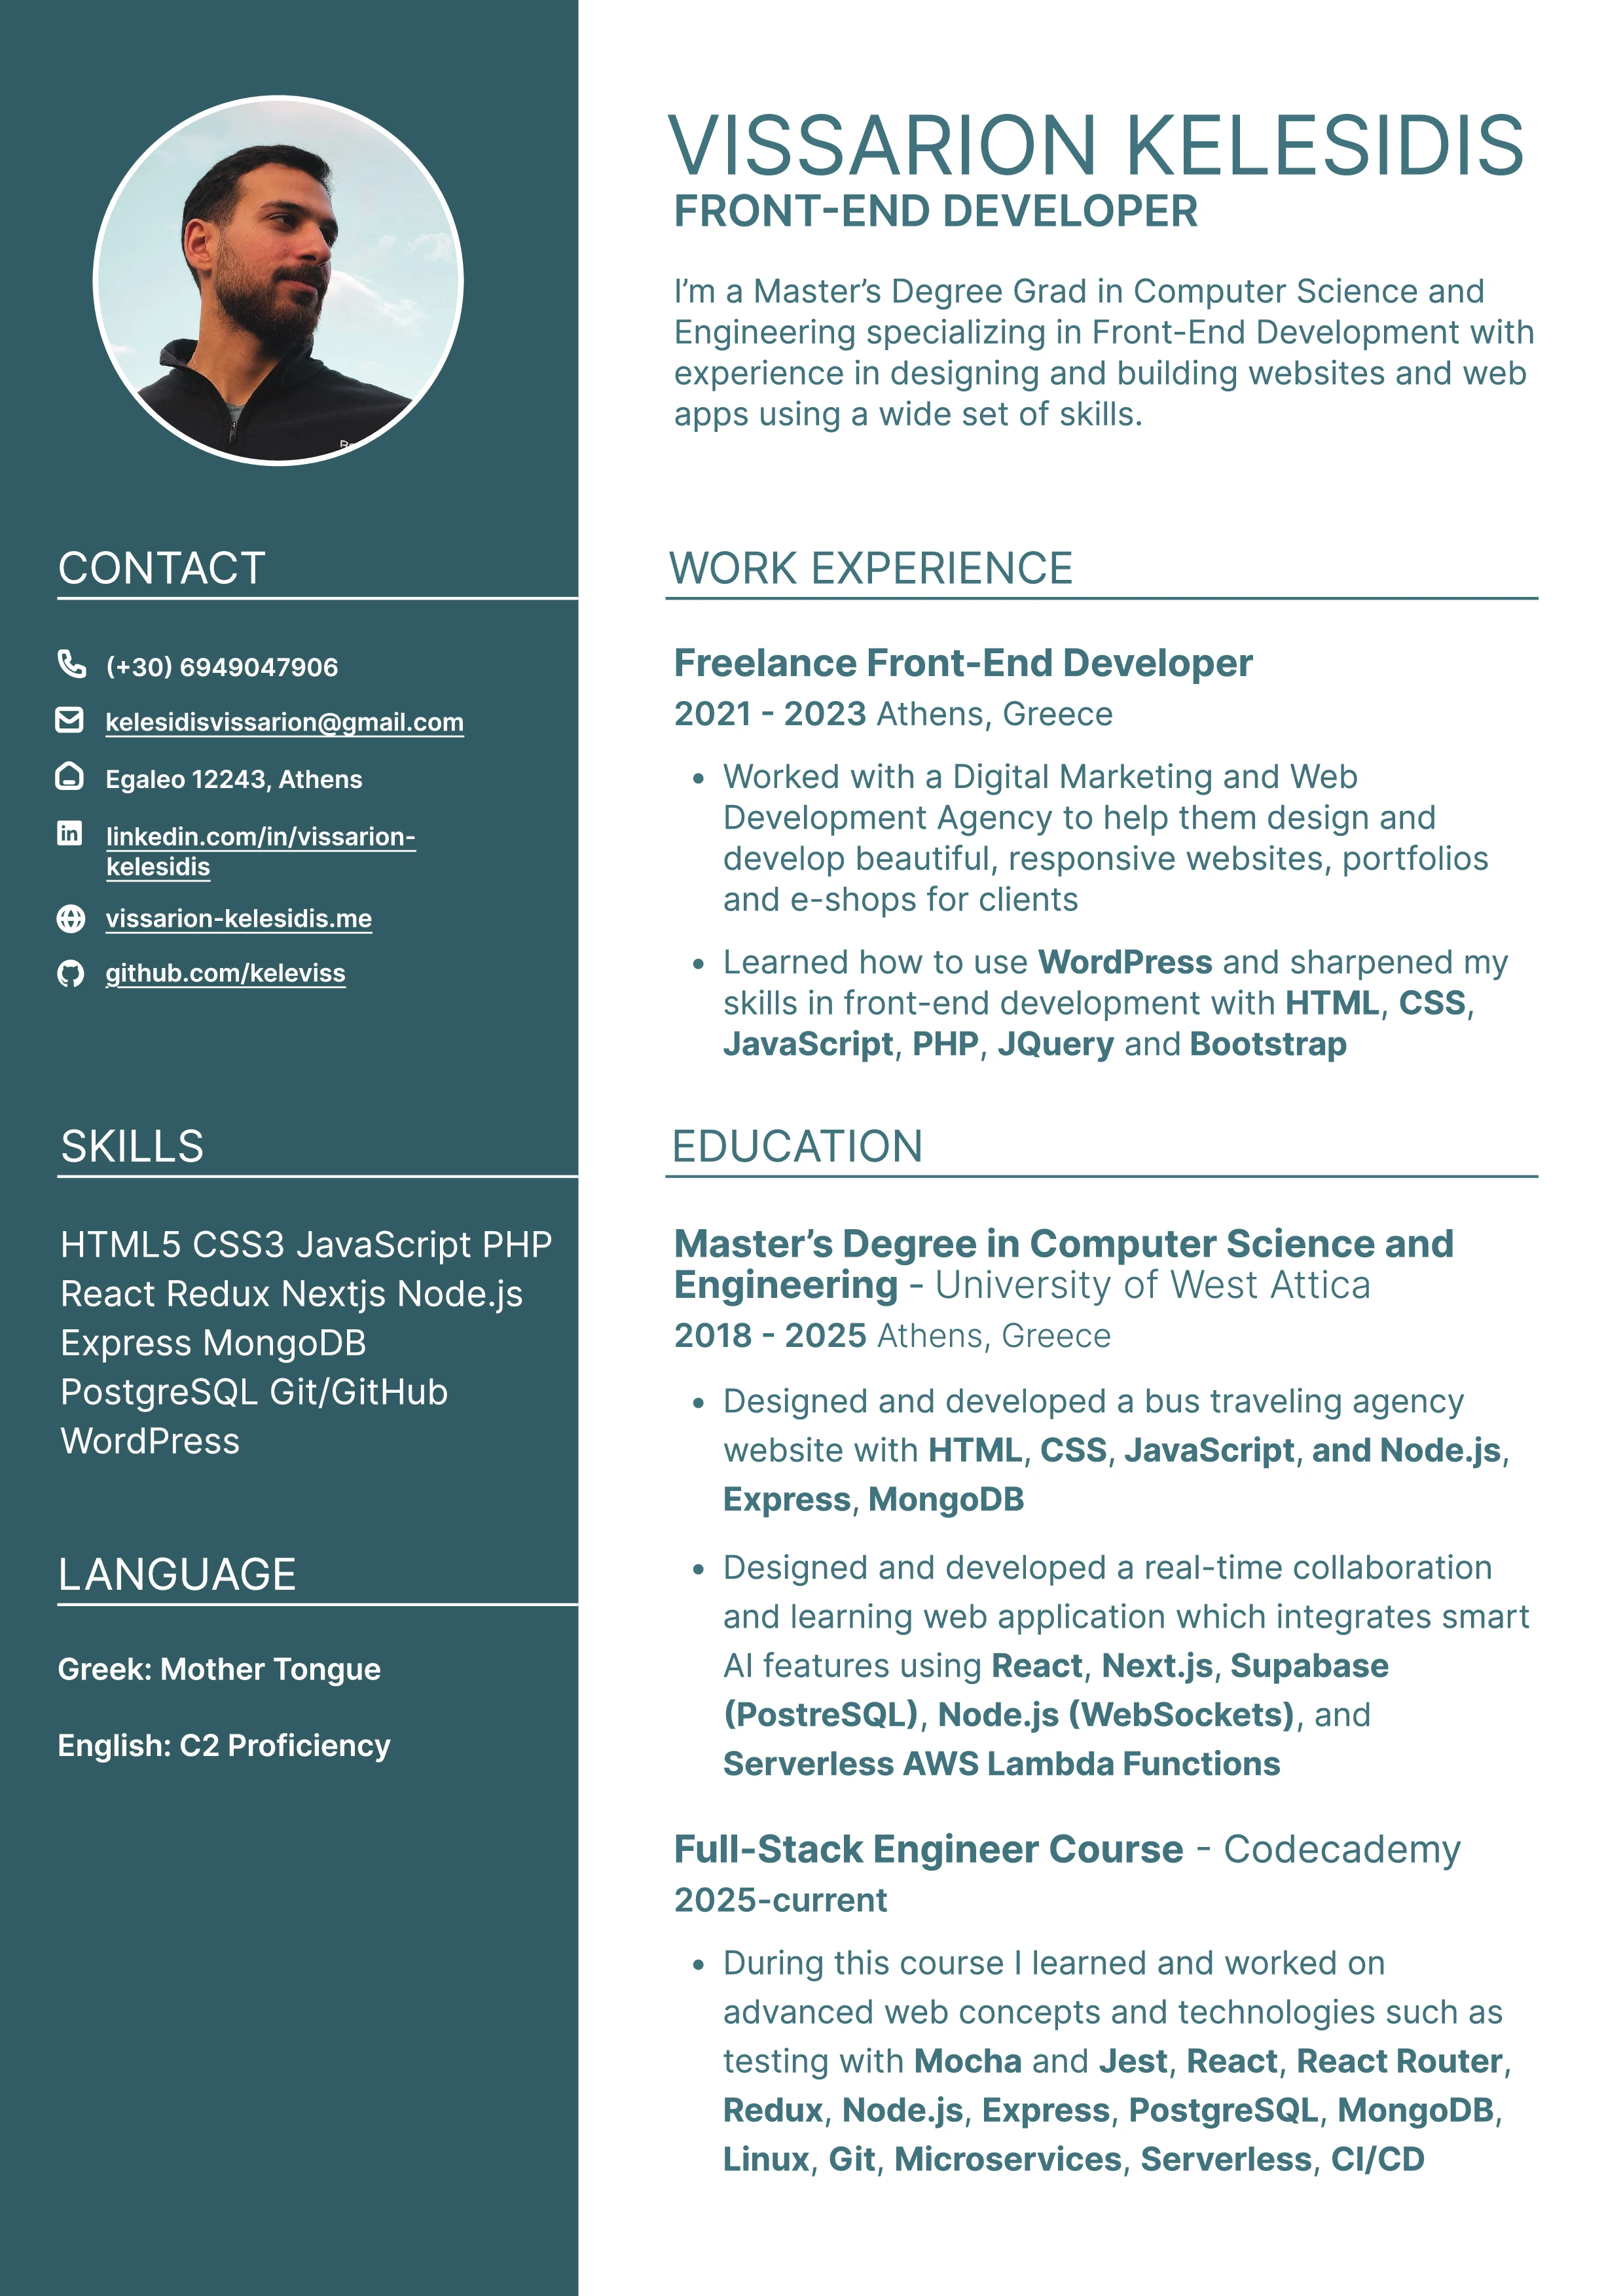 VISSARION KELESIDIS
FRONT-END DEVELOPER
I’m a Master’s Degree Grad in Computer Science and
Engineering specializing in Front-End Development with
experience in designing and building websites and web
apps using a wide set of skills.
CONTACT
(+30) 6949047906
kelesidisvissarion@gmail.com
Egaleo 12243, Athens
linkedin.com/in/vissarion-
kelesidis
vissarion-kelesidis.me
github.com/keleviss
SKILLS
HTML5 CSS3 JavaScript PHP
React Redux Nextjs Node.js
Express MongoDB
PostgreSQL Git/GitHub
WordPress
LANGUAGE
Greek: Mother Tongue
English: C2 Proficiency
WORK EXPERIENCE
Freelance Front-End Developer
2021 - 2023 Athens, Greece
• Worked with a Digital Marketing and Web
Development Agency to help them design and
develop beautiful, responsive websites, portfolios
and e-shops for clients
• Learned how to use WordPress and sharpened my
skills in front-end development with HTML, CSS,
JavaScript, PHP, JQuery and Bootstrap
EDUCATION
Master’s Degree in Computer Science and
Engineering - University of West Attica
2018 - 2025 Athens, Greece
• Designed and developed a bus traveling agency
website with HTML, CSS, JavaScript, and Node.js,
Express, MongoDB
• Designed and developed a real-time collaboration
and learning web application which integrates smart
AI features using React, Next.js, Supabase
(PostreSQL), Node.js (WebSockets), and
Serverless AWS Lambda Functions
Full-Stack Engineer Course - Codecademy
2025-current
• During this course I learned and worked on
advanced web concepts and technologies such as
testing with Mocha and Jest, React, React Router,
Redux, Node.js, Express, PostgreSQL, MongoDB,
Linux, Git, Microservices, Serverless, CI/CD